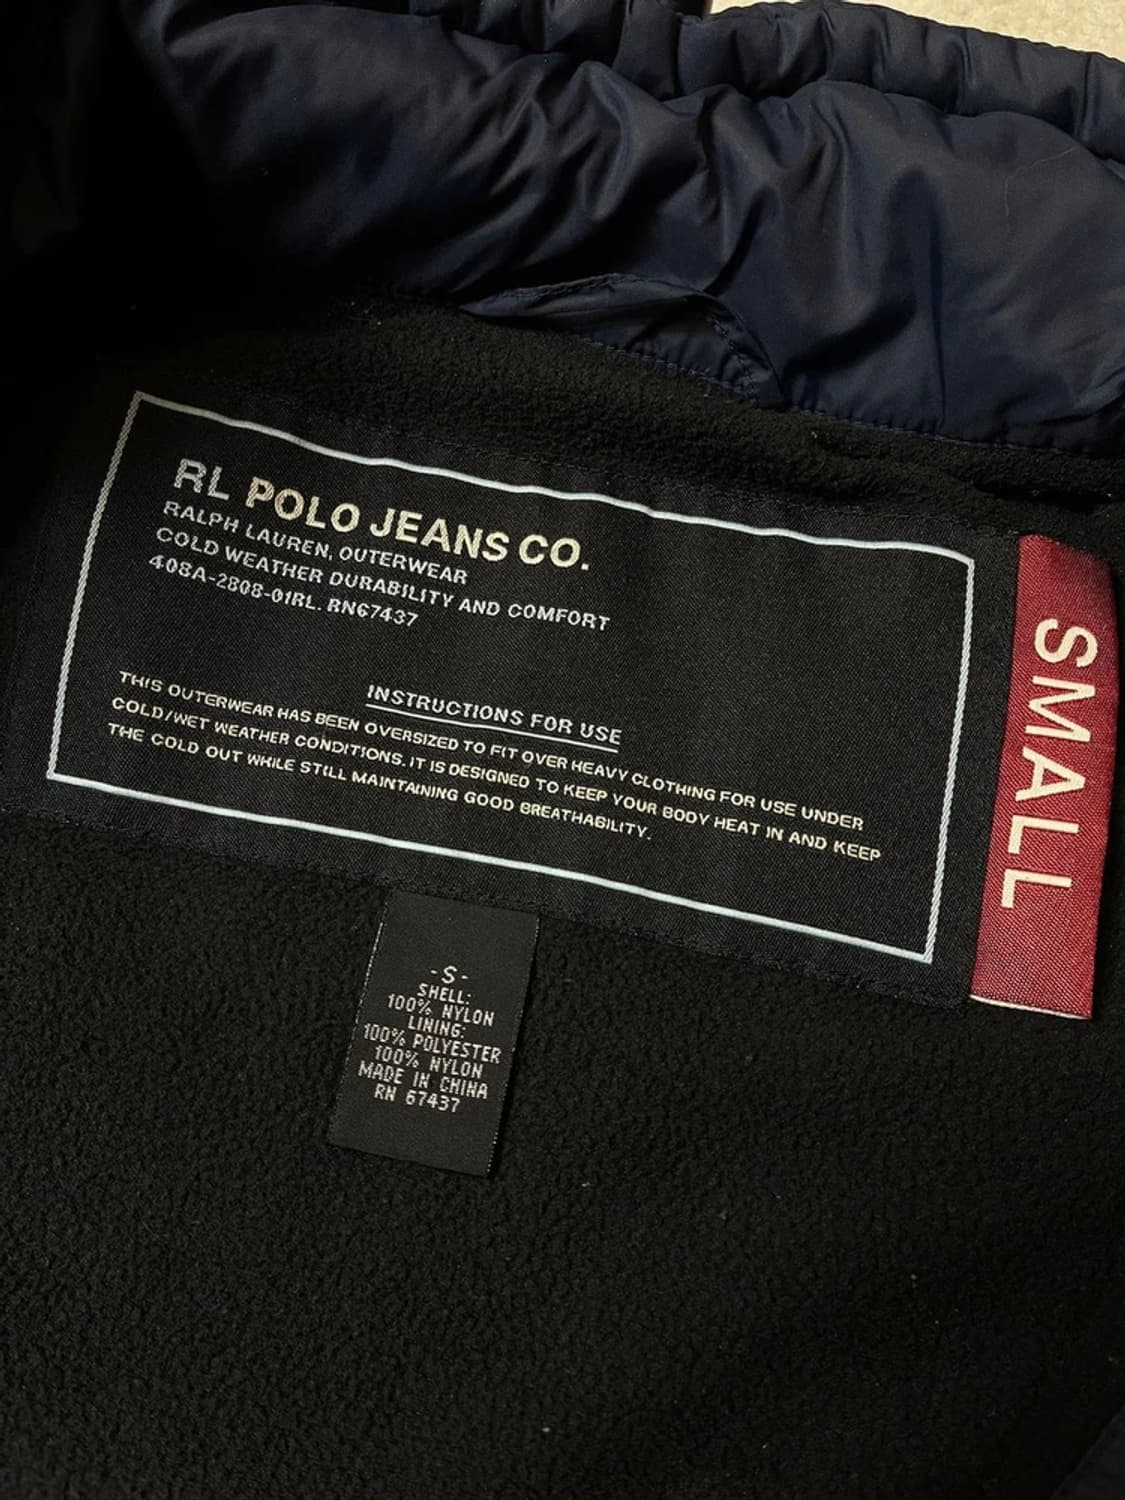 RL POLO JEANS CO.
RALPH LAUREN, OUTERWEAR
COLD WEATHER DURABILITY AND COMFORT
408A-2808-01RL. RN67437
INSTRUCTIONS FOR USE
THIS OUTERWEAR HAS BEEN OVERSIZED TO FIT OVER HEAVY CLOTHING FOR USE UNDER
COLD/WET WEATHER CONDITIONS. IT IS DESIGNED TO KEEP YOUR BODY HEAT IN AND KEEP
THE COLD OUT WHILE STILL MAINTAINING GOOD BREATHABILITY.
SMALL
-S-
SHELL:
100% NYLON
LINING:
100% POLYESTER
100% NYLON
MADE IN CHINA
RN 67437